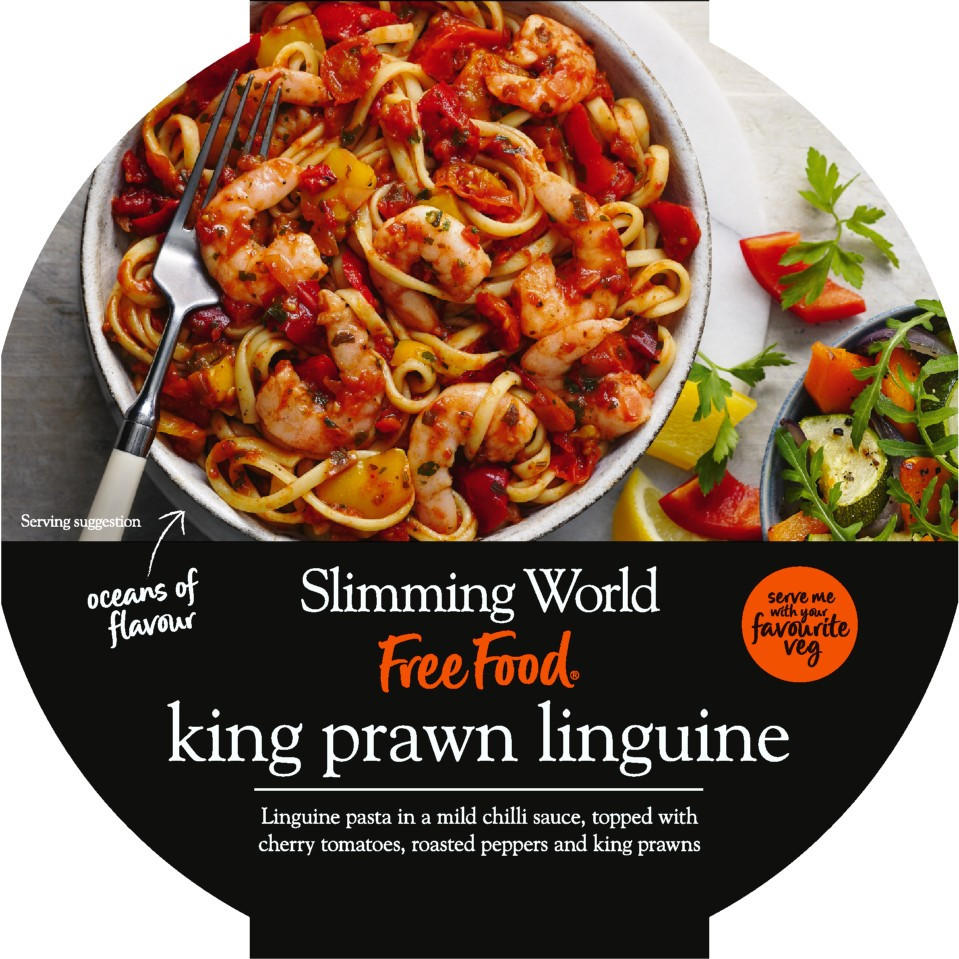 Serving suggestion
oceans of
flavour
Slimming World
Free Food®
serve me
with your
favourite
veg
king prawn linguine
Linguine pasta in a mild chilli sauce, topped with
cherry tomatoes, roasted peppers and king prawns